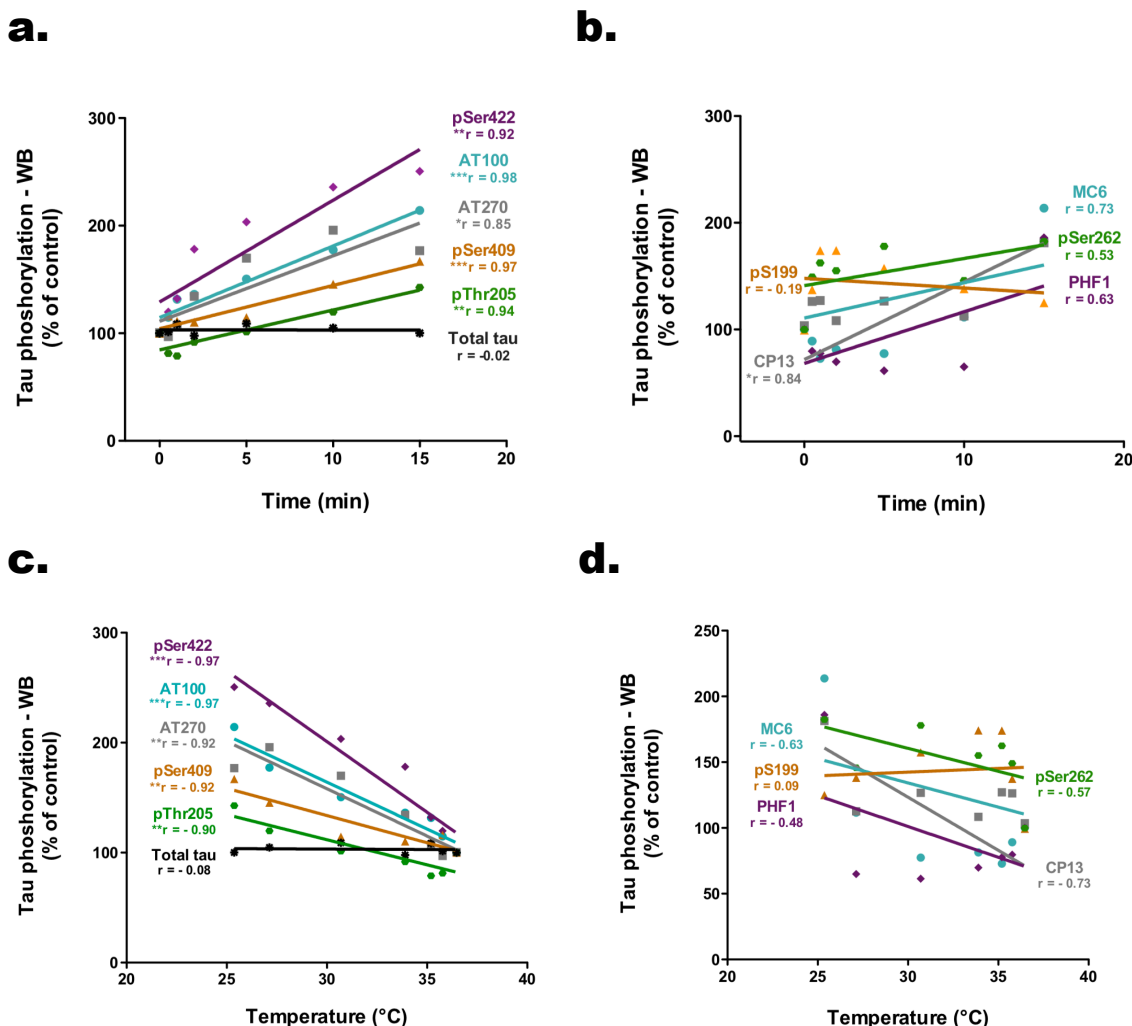 a.
Tau phoshorylation - WB
(% of control)
300
200
100
0
0
5
10
15
20
Time (min)
pSer422
**r = 0.92
AT100
***r = 0.98
AT270
*r = 0.85
pSer409
***r = 0.97
pThr205
**r = 0.94
Total tau
r = -0.02
b.
Tau phoshorylation - WB
(% of control)
300
200
100
0
0
10
20
Time (min)
pS199
r = - 0.19
CP13
*r = 0.84
MC6
r = 0.73
pSer262
r = 0.53
PHF1
r = 0.63
c.
Tau phoshorylation - WB
(% of control)
300
200
100
0
20
25
30
35
40
Temperature (°C)
pSer422
***r = - 0.97
AT100
***r = - 0.97
AT270
**r = - 0.92
pSer409
**r = - 0.92
pThr205
**r = - 0.90
Total tau
r = - 0.08
d.
Tau phoshorylation - WB
(% of control)
250
200
150
100
50
0
20
25
30
35
40
Temperature (°C)
MC6
r = - 0.63
pS199
r = 0.09
PHF1
r = - 0.48
pSer262
r = - 0.57
CP13
r = - 0.73